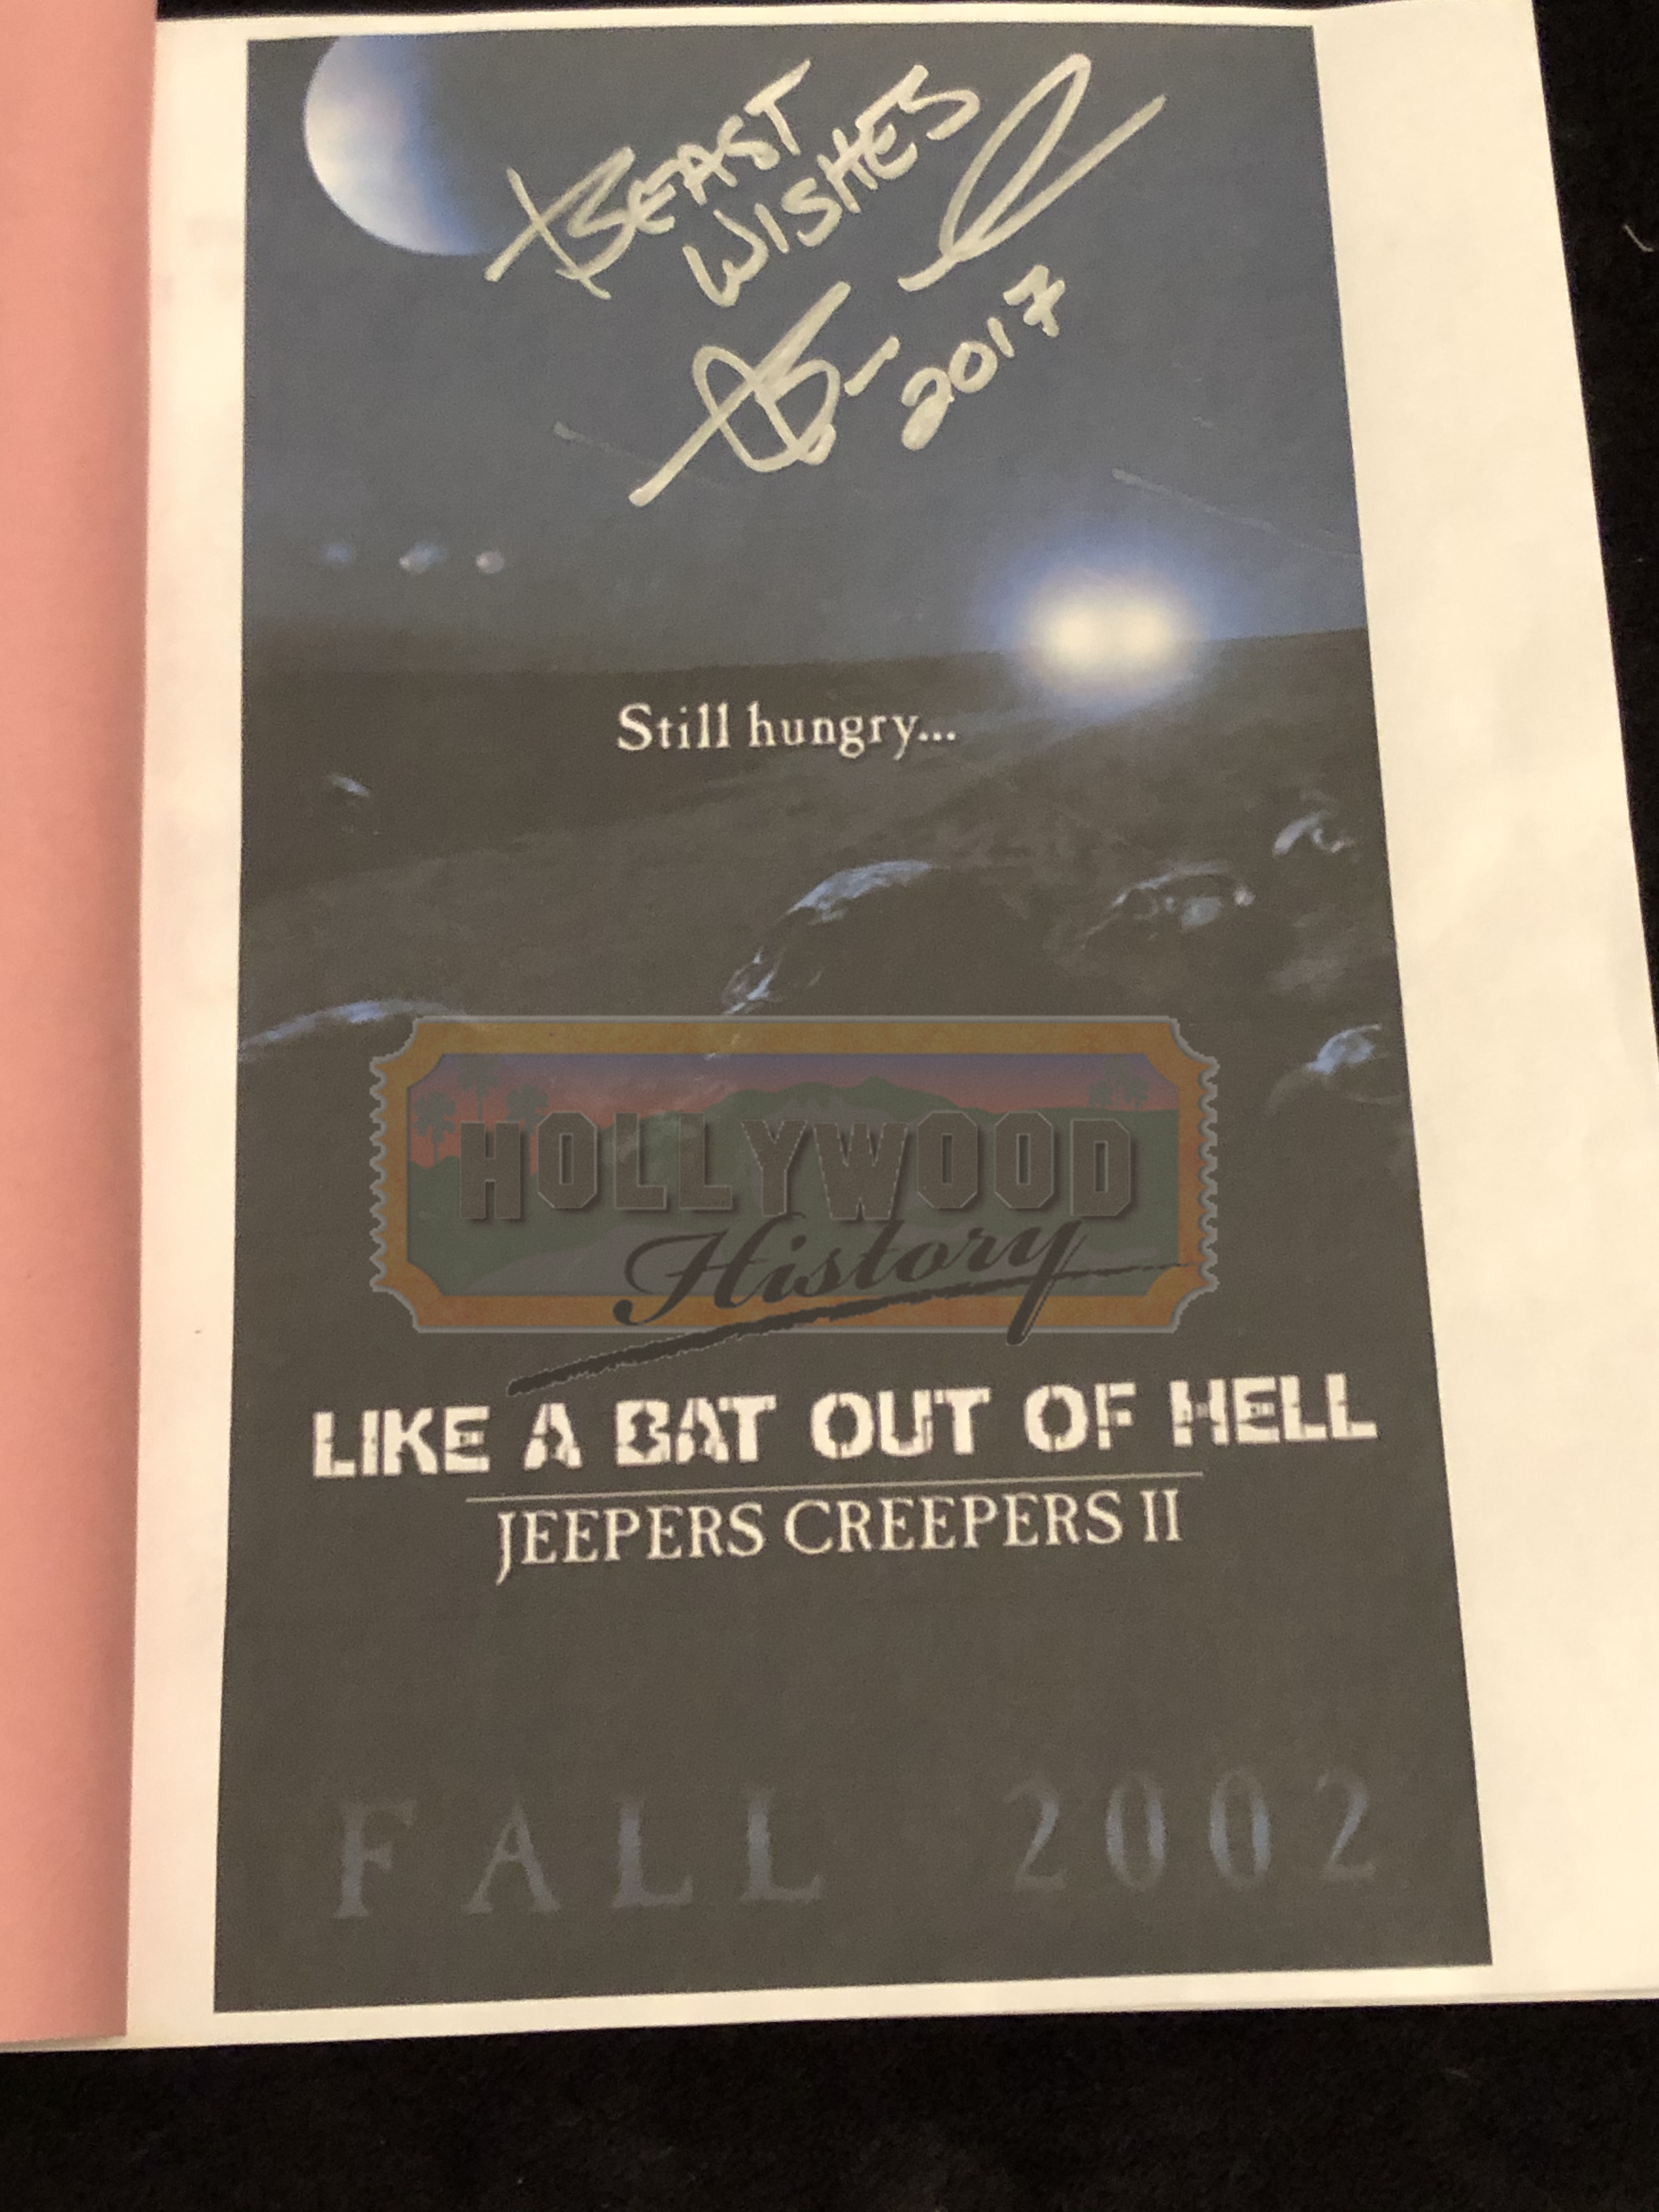 BEAST
WISHES
2017
Still hungry...
HOLLYWOOD
History
LIKE A BAT OUT OF HELL
JEEPERS CREEPERS II
FALL 2002